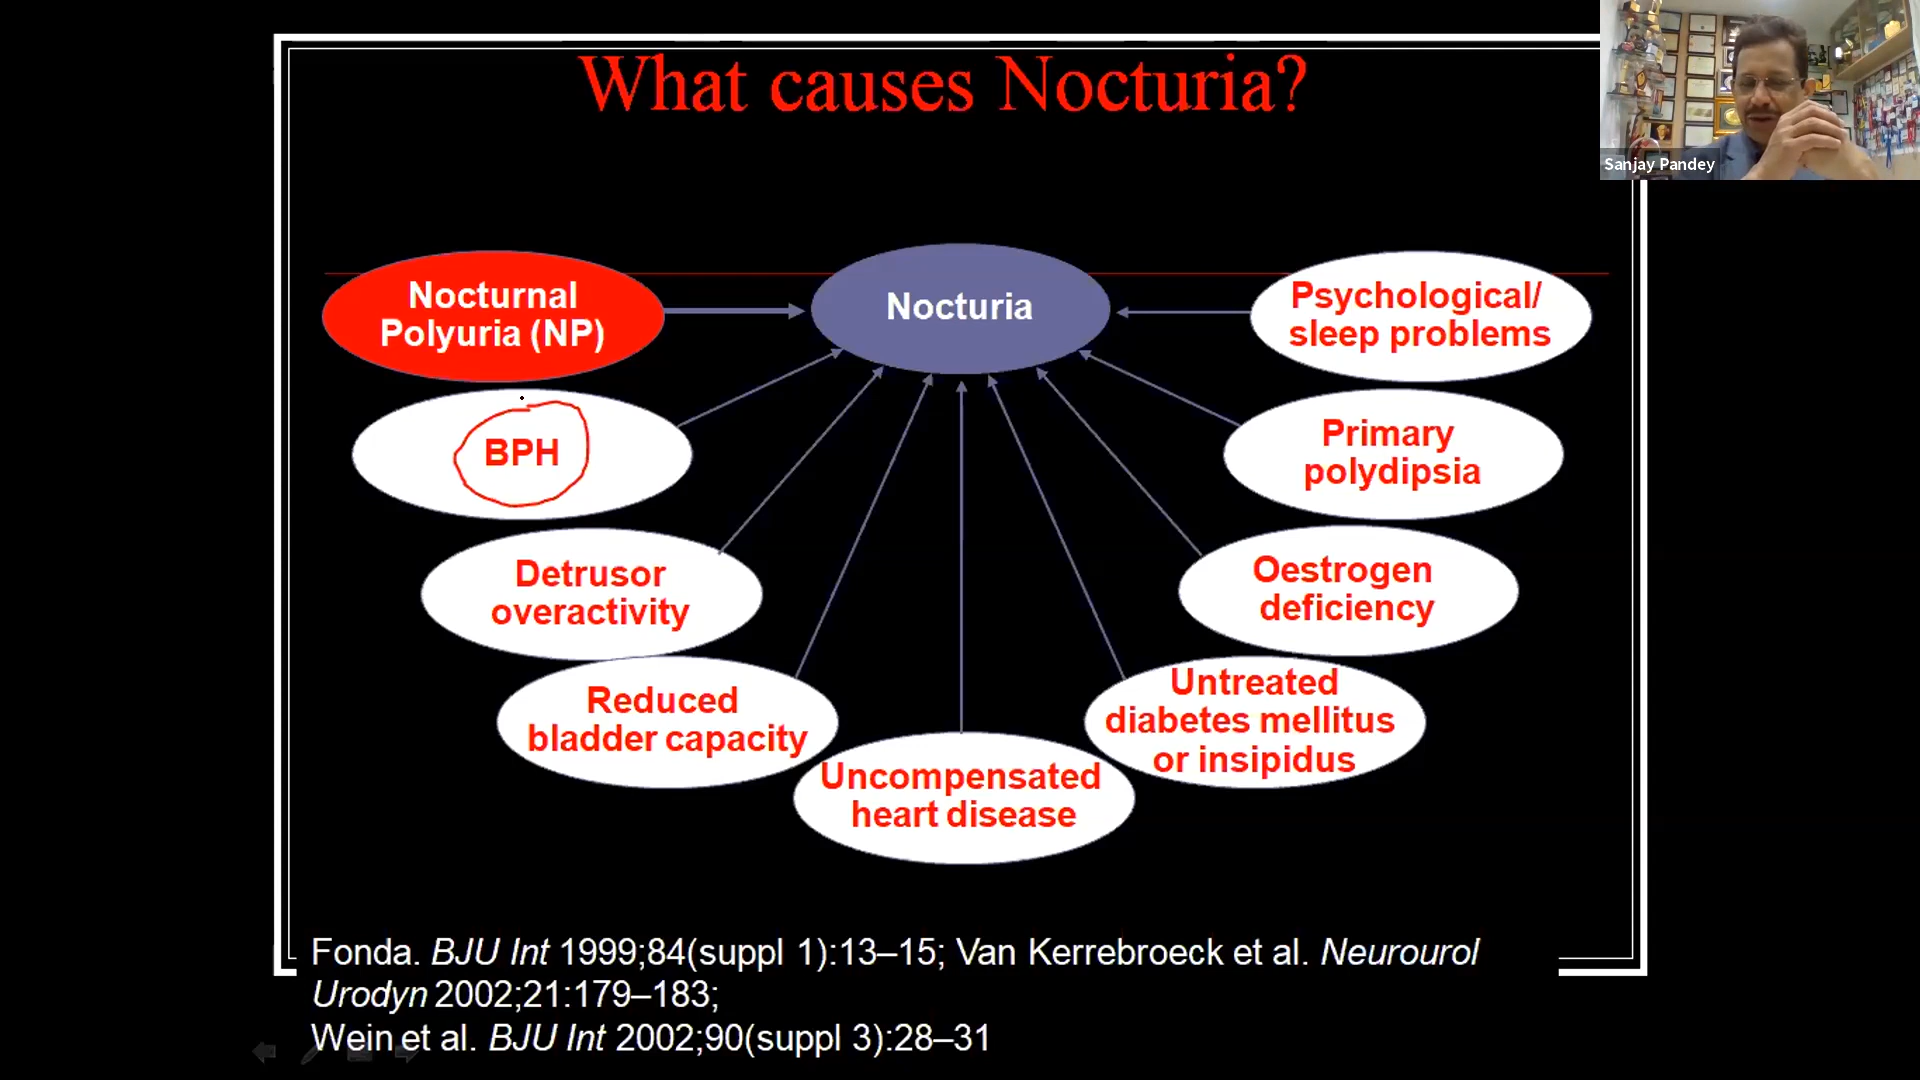 What causes Nocturia?
Sanjay Pandey
Nocturnal
Polyuria (NP)
Nocturia
Psychological/
sleep problems
BPH
Primary
polydipsia
Detrusor
overactivity
Oestrogen
deficiency
Reduced
bladder capacity
Untreated
diabetes mellitus
or insipidus
Uncompensated
heart disease
Fonda. BJU Int 1999;84(suppl 1):13–15; Van Kerrebroeck et al. Neurourol
Urodyn 2002;21:179–183;
Wein et al. BJU Int 2002;90(suppl 3):28–31